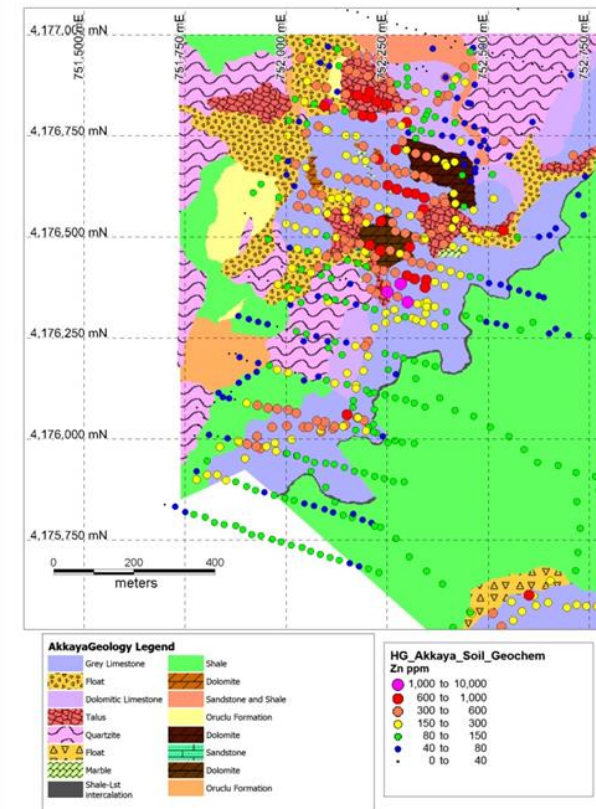 4,177,000 mN
751,500 mE
751,750 mE
752,000 mE
752,250 mE
752,500 mE
752,750 mE
4,176,750 mN
4,176,500 mN
4,176,250 mN
4,176,000 mN
4,175,750 mN
0 200 400
meters
AkkayaGeology Legend
Grey Limestone Shale
Float Dolomite
Dolomitic Limestone Sandstone and Shale
Talus Oruclu Formation
Quartzite Dolomite
Float Sandstone
Marble Dolomite
Shale-Lst intercalation Oruclu Formation
HG_Akkaya_Soil_Geochem
Zn ppm
1,000 to 10,000
600 to 1,000
300 to 600
150 to 300
80 to 150
40 to 80
0 to 40